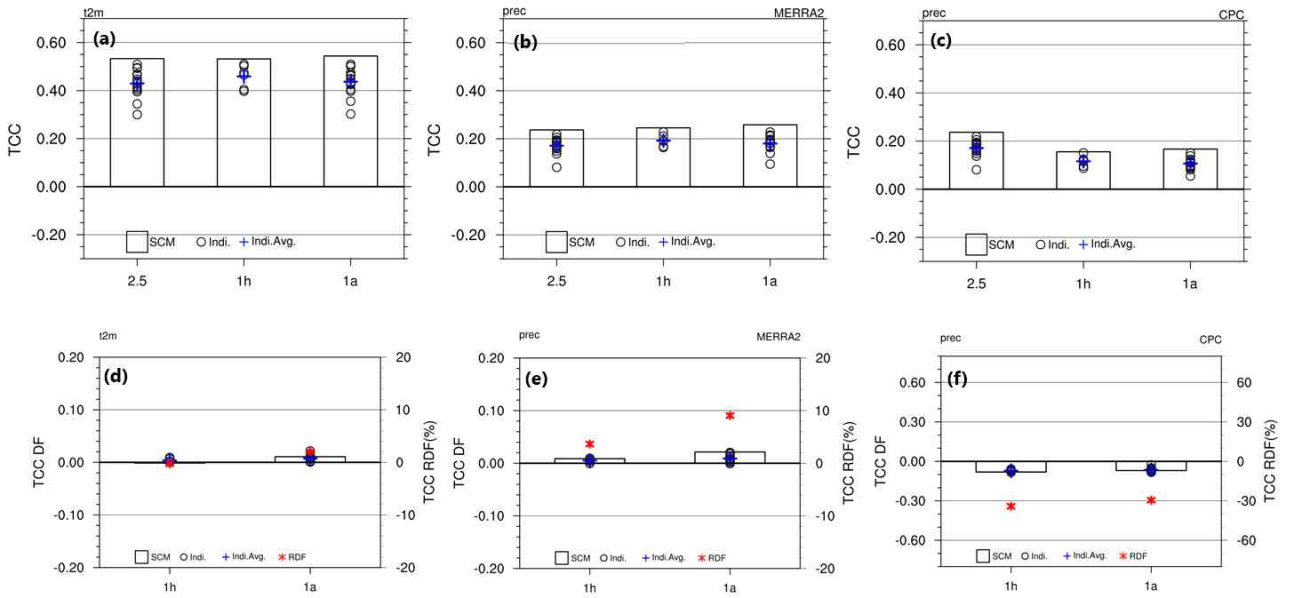 t2m
(a)
TCC
0.60
0.40
0.20
0.00
-0.20
SCM Indi. Indi.Avg.
2.5 1h 1a
prec MERRA2
(b)
TCC
0.60
0.40
0.20
0.00
-0.20
SCM Indi. Indi.Avg.
2.5 1h 1a
prec CPC
(c)
TCC
0.60
0.40
0.20
0.00
-0.20
SCM Indi. Indi.Avg.
2.5 1h 1a
t2m
(d)
TCC DF
0.20
0.10
0.00
-0.10
-0.20
20
10
0
-10
-20
TCC RDF(%)
SCM Indi. Indi.Avg. RDF
1h 1a
prec MERRA2
(e)
TCC DF
0.20
0.10
0.00
-0.10
-0.20
20
10
0
-10
-20
TCC RDF(%)
SCM Indi. Indi.Avg. RDF
1h 1a
prec CPC
(f)
TCC DF
0.60
0.30
0.00
-0.30
-0.60
60
30
0
-30
-60
TCC RDF(%)
SCM Indi. Indi.Avg. RDF
1h 1a